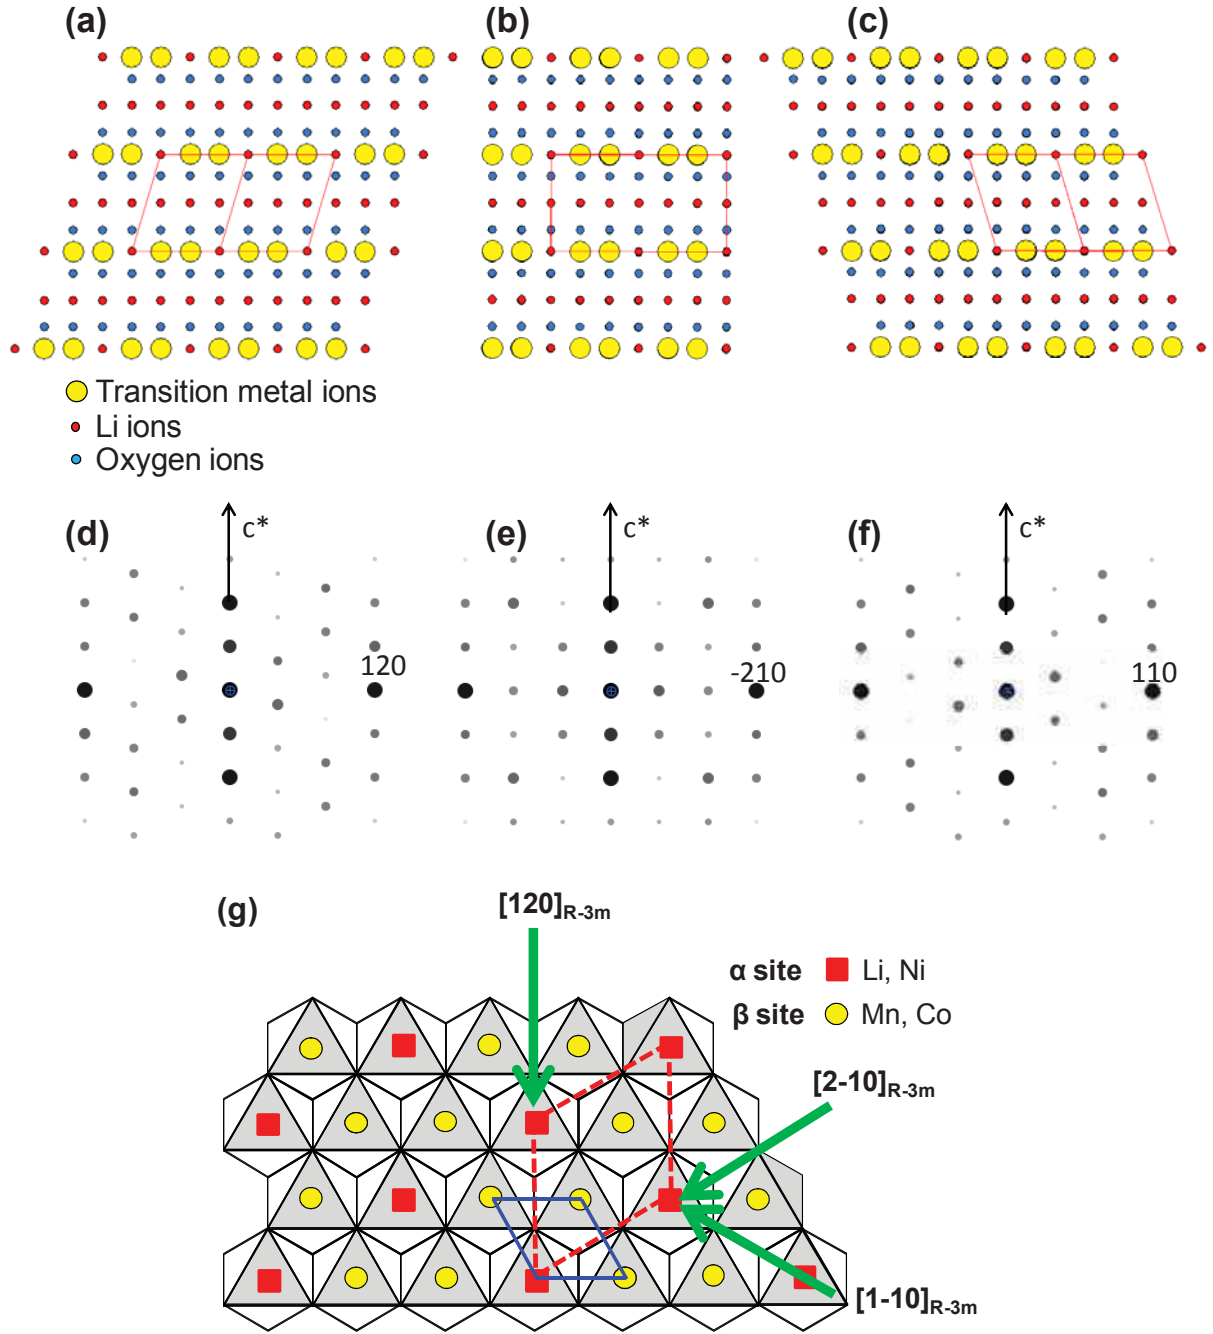 (a) (b) (c)
Transition metal ions
Li ions
Oxygen ions
(d) c* (e) c* (f) c*
120 -210 110
(g) [120]R-3m
α site Li, Ni
β site Mn, Co
[2-10]R-3m
[1-10]R-3m